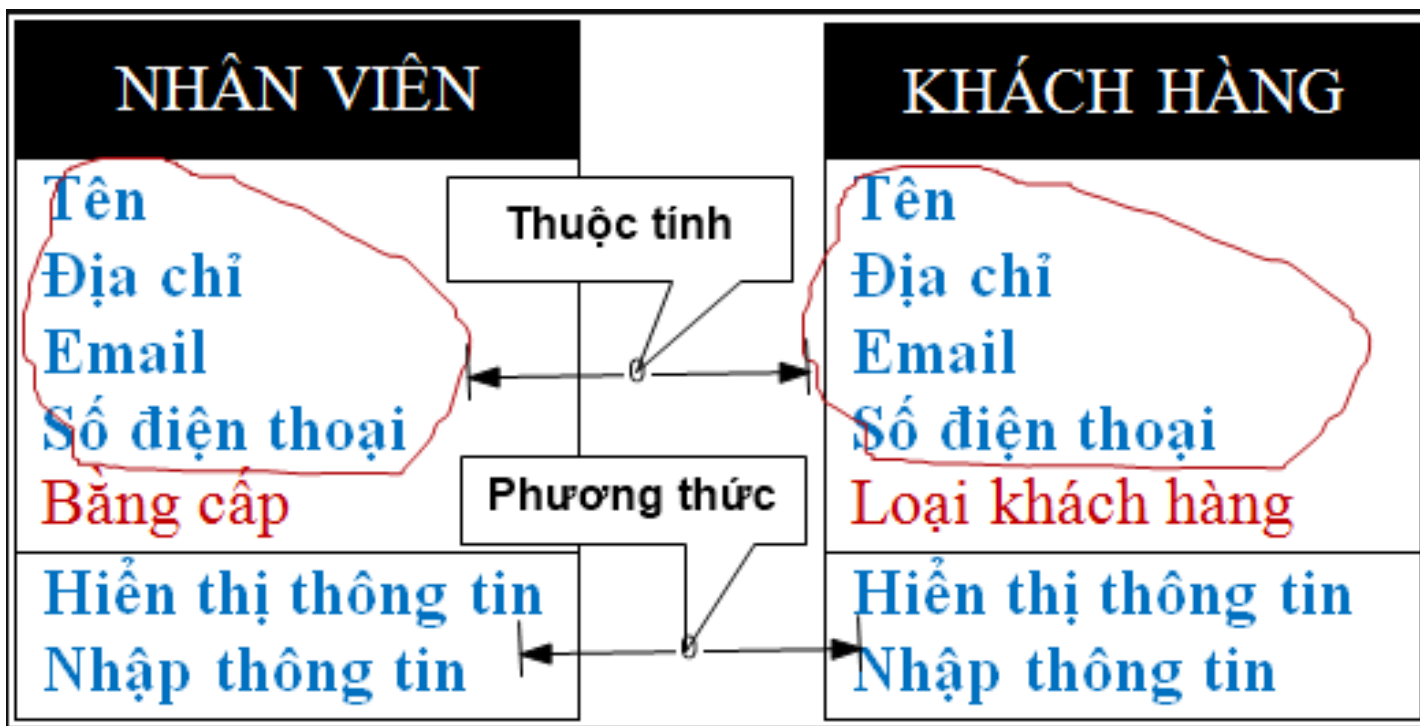 NHÂN VIÊN
Tên
Địa chỉ
Email
Số điện thoại
Bằng cấp
Hiển thị thông tin
Nhập thông tin
Thuộc tính
Phương thức
KHÁCH HÀNG
Tên
Địa chỉ
Email
Số điện thoại
Loại khách hàng
Hiển thị thông tin
Nhập thông tin